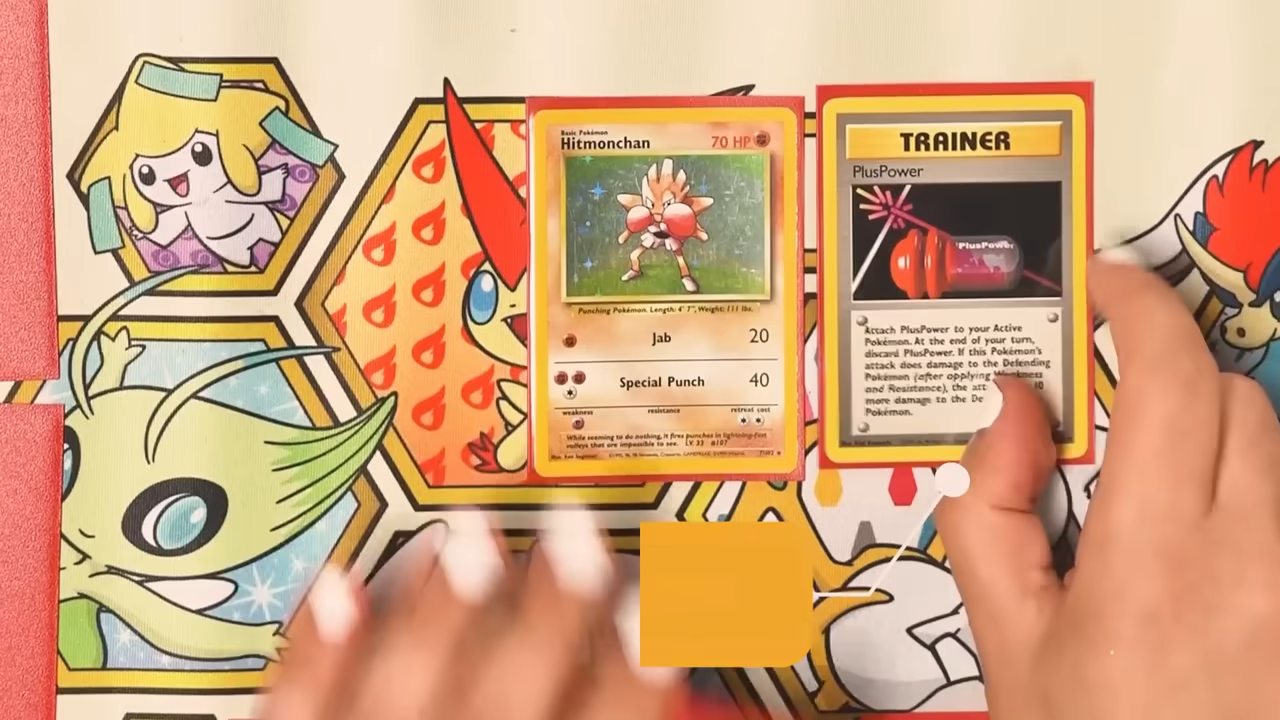 Basic Pokémon
Hitmonchan 70 HP
Punching Pokémon. Length: 4' 7", Weight: 111 lbs.
Jab 20
Special Punch 40
weakness resistance retreat cost
While seeming to do nothing, it fires punches in lightning-fast
volleys that are impossible to see. LV. 33 #107
TRAINER
PlusPower
PlusPower
Attach PlusPower to your Active
Pokémon. At the end of your turn,
discard PlusPower. If this Pokémon's
attack does damage to the Defending
Pokémon (after applying Weakness
and Resistance), the att 10
more damage to the De
Pokémon.